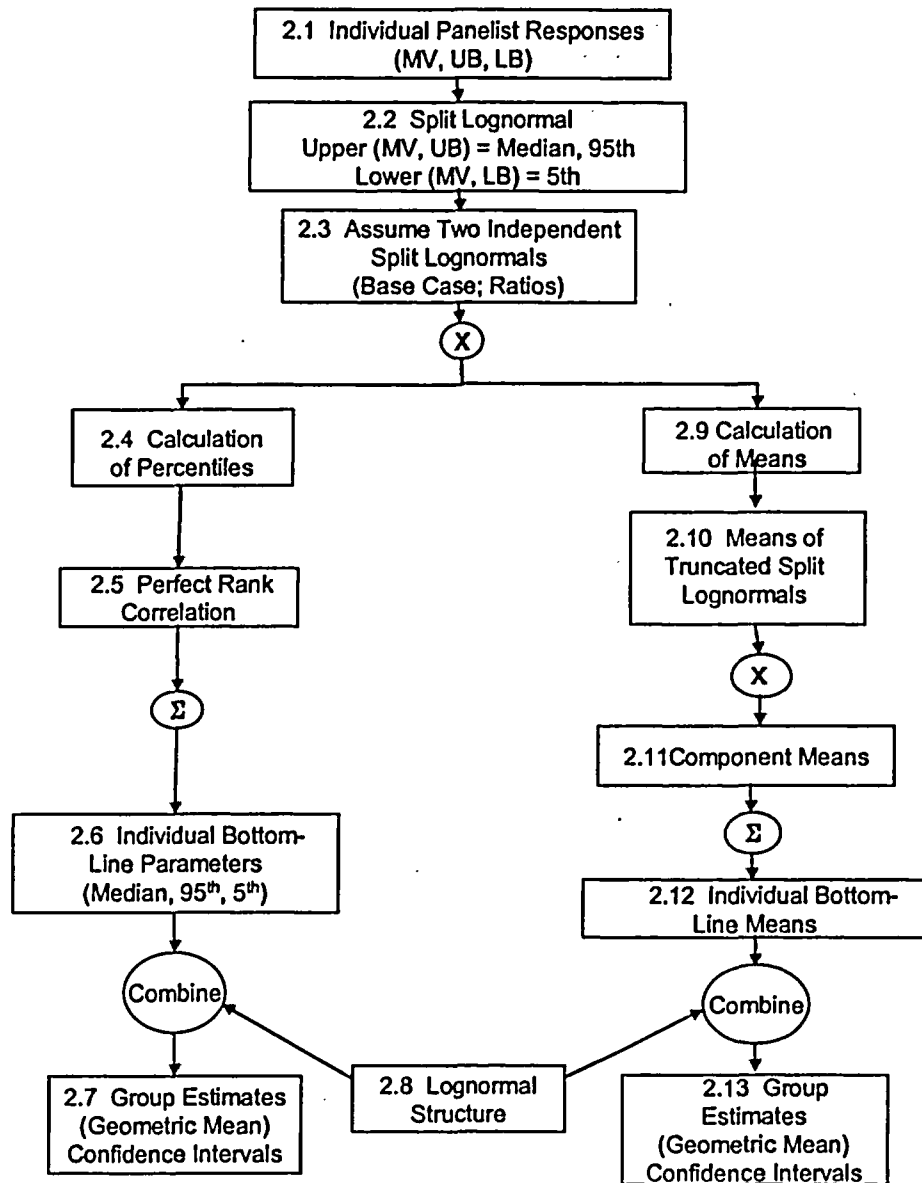 2.1 Individual Panelist Responses
(MV, UB, LB)
2.2 Split Lognormal
Upper (MV, UB) = Median, 95th
Lower (MV, LB) = 5th
2.3 Assume Two Independent
Split Lognormals
(Base Case; Ratios)
X
2.4 Calculation
of Percentiles
2.5 Perfect Rank
Correlation
Σ
2.6 Individual Bottom-
Line Parameters
(Median, 95th, 5th)
Combine
2.7 Group Estimates
(Geometric Mean)
Confidence Intervals
2.8 Lognormal
Structure
2.9 Calculation
of Means
2.10 Means of
Truncated Split
Lognormals
X
2.11Component Means
Σ
2.12 Individual Bottom-
Line Means
Combine
2.13 Group
Estimates
(Geometric Mean)
Confidence Intervals